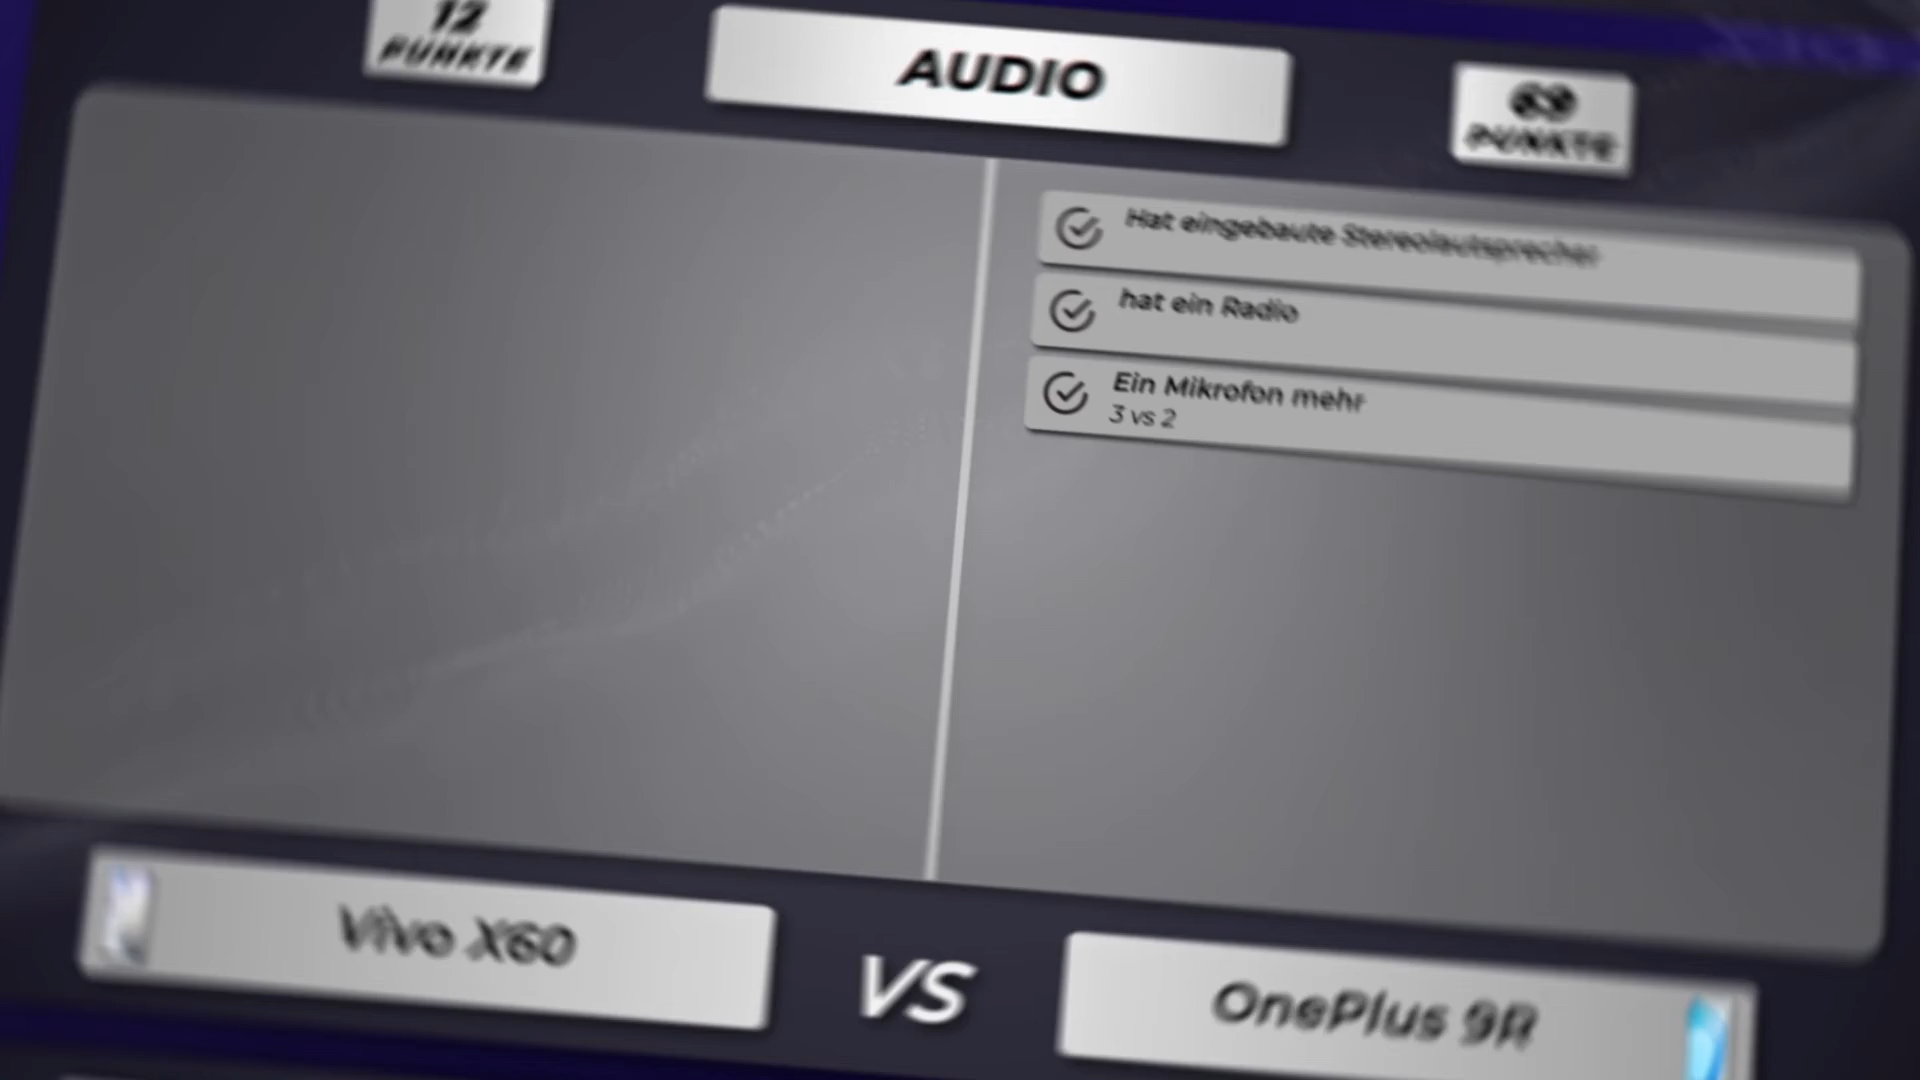 12
PUNKTE
AUDIO
63
PUNKTE
Hat eingebaute Stereolautsprecher
hat ein Radio
Ein Mikrofon mehr
3 vs 2
Vivo X60
VS
OnePlus 9R